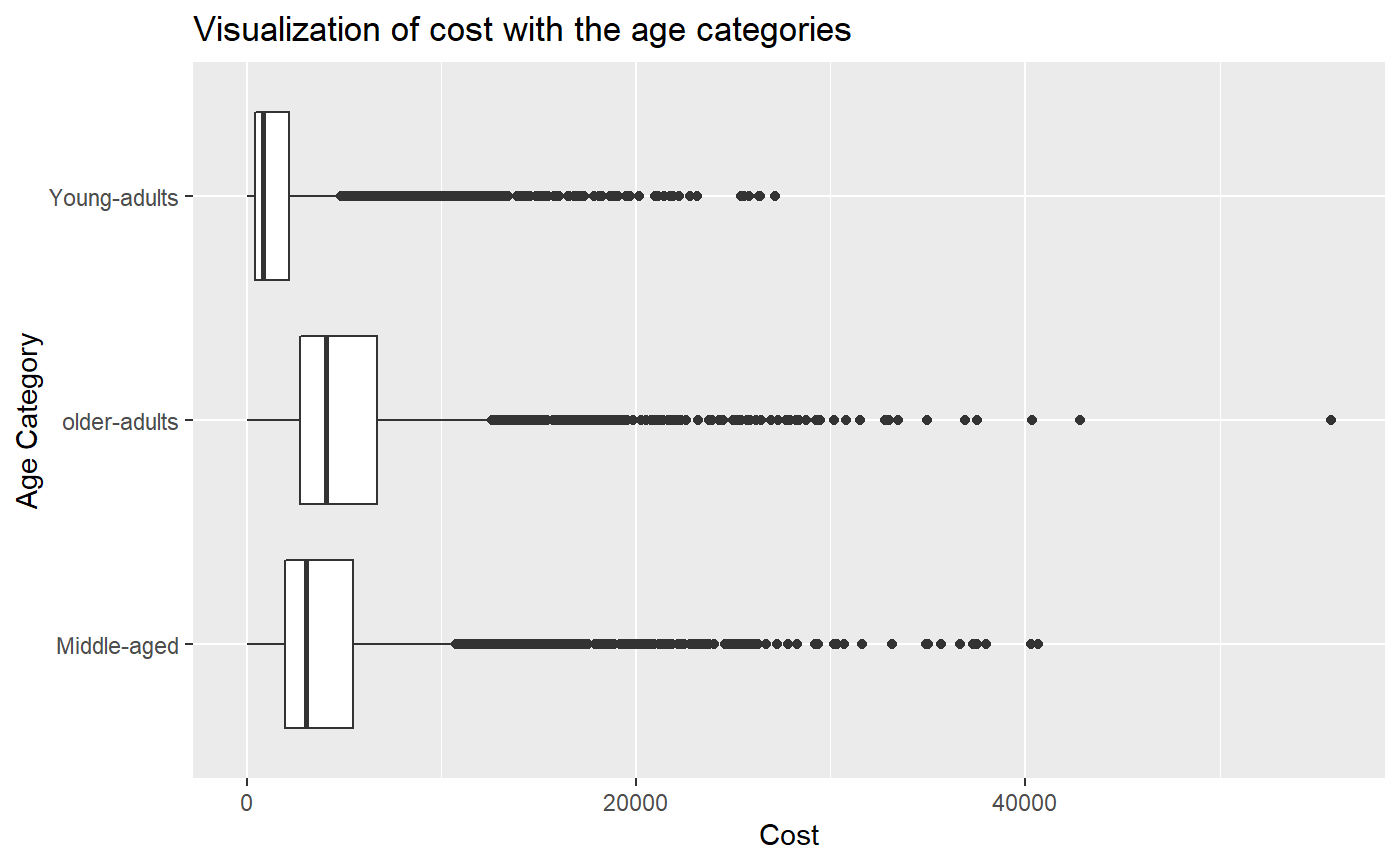 Visualization of cost with the age categories
Young-adults
older-adults
Middle-aged
Age Category
0
20000
40000
Cost